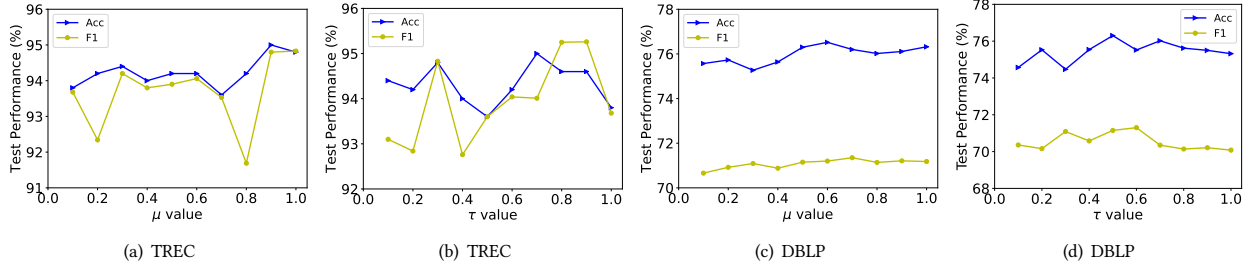 Test Performance (%)
96
95
94
93
92
91
0.0 0.2 0.4 0.6 0.8 1.0
μ value
Acc
F1
(a) TREC
Test Performance (%)
96
95
94
93
92
0.0 0.2 0.4 0.6 0.8 1.0
τ value
Acc
F1
(b) TREC
Test Performance (%)
78
76
74
72
70
0.0 0.2 0.4 0.6 0.8 1.0
μ value
Acc
F1
(c) DBLP
Test Performance (%)
78
76
74
72
70
68
0.0 0.2 0.4 0.6 0.8 1.0
τ value
Acc
F1
(d) DBLP